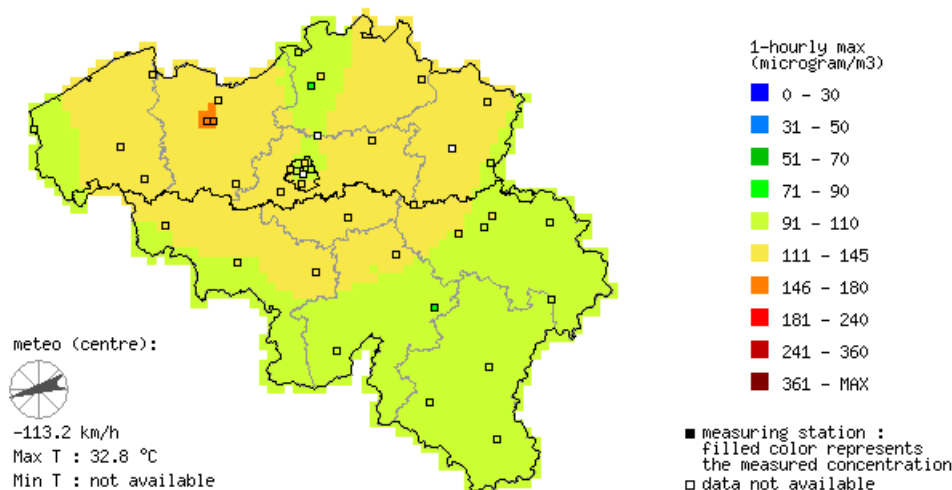 1-hourly max
(microgram/m3)
0 - 30
31 - 50
51 - 70
71 - 90
91 - 110
111 - 145
146 - 180
181 - 240
241 - 360
361 - MAX
meteo (centre):
-113.2 km/h
Max T : 32.8 °C
Min T : not available
measuring station :
filled color represents
the measured concentration
data not available